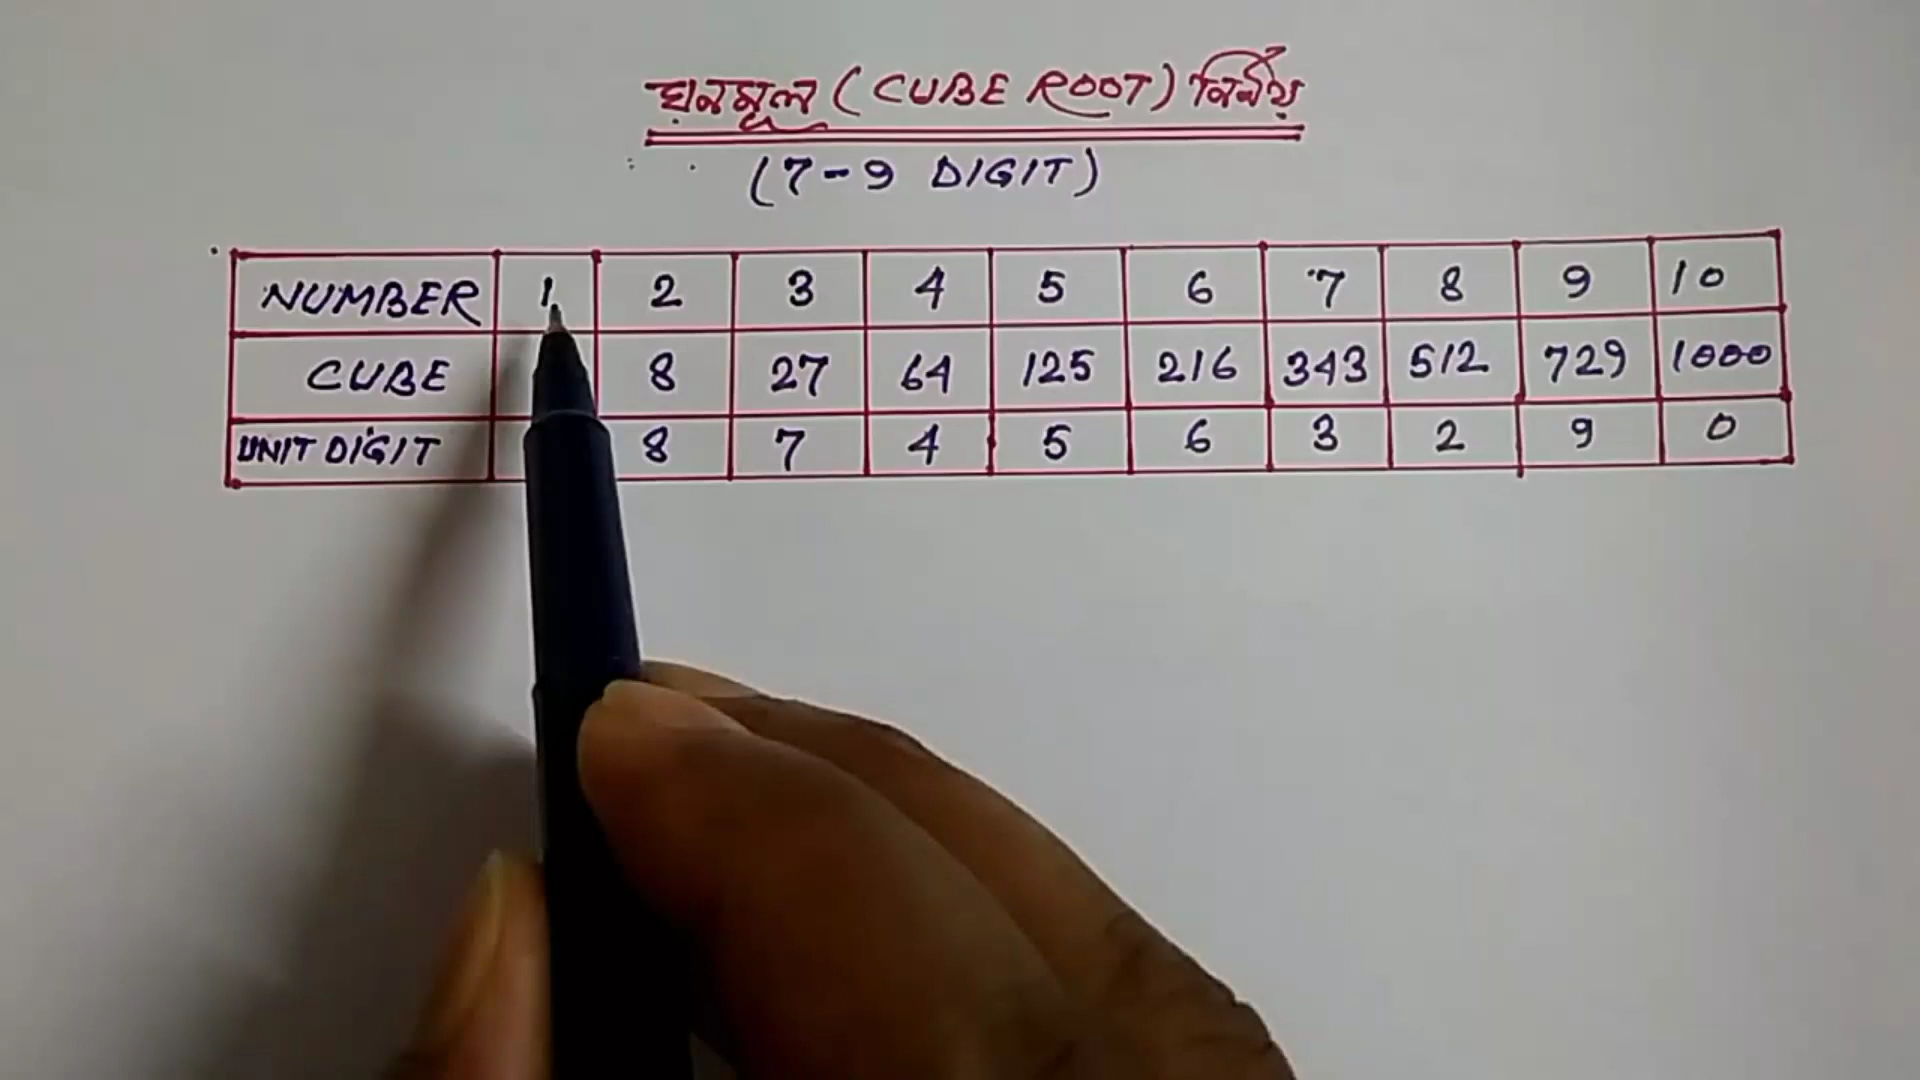 ঘনমূল (CUBE ROOT) নির্ণয়
(7-9 DIGIT)
NUMBER 1 2 3 4 5 6 7 8 9 10
CUBE 8 27 64 125 216 343 512 729 1000
UNIT DIGIT 8 7 4 5 6 3 2 9 0